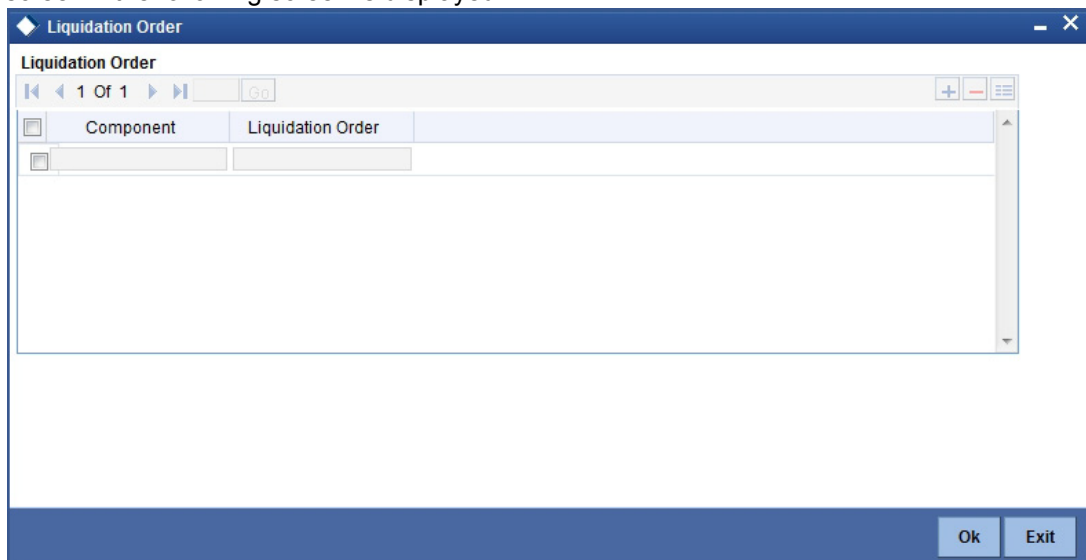 Liquidation Order
Liquidation Order
1 Of 1 Go
Component Liquidation Order
Ok Exit